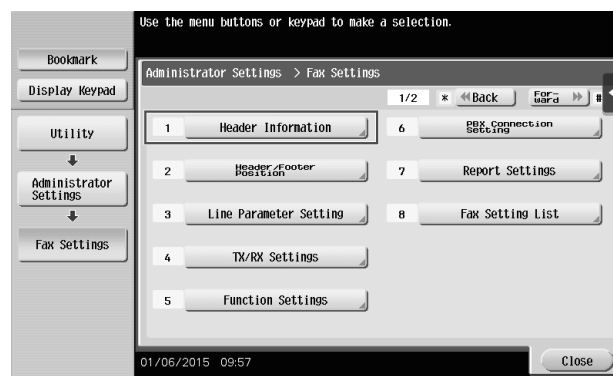 Use the menu buttons or keypad to make a selection.
Bookmark
Display Keypad
Utility
Administrator
Settings
Fax Settings
Administrator Settings > Fax Settings
1/2 * Back For-
ward #
1 Header Information
2 Header/Footer
Position
3 Line Parameter Setting
4 TX/RX Settings
5 Function Settings
6 PBX Connection
Setting
7 Report Settings
8 Fax Setting List
01/06/2015 09:57
Close